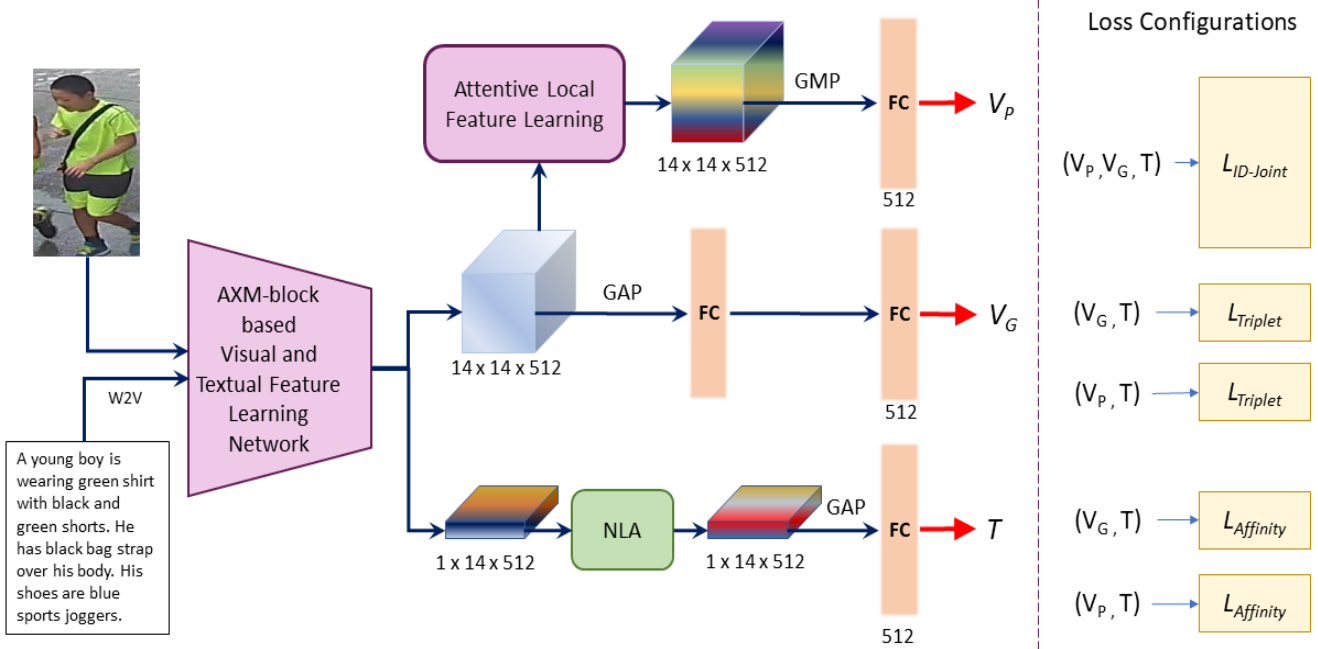 Loss Configurations
Attentive Local
Feature Learning
14 x 14 x 512
GMP
FC
512
V_P
AXM-block
based
Visual and
Textual Feature
Learning
Network
W2V
A young boy is
wearing green shirt
with black and
green shorts. He
has black bag strap
over his body. His
shoes are blue
sports joggers.
14 x 14 x 512
GAP
FC
FC
512
V_G
1 x 14 x 512
NLA
1 x 14 x 512
GAP
FC
512
T
(V_P , V_G , T)
L_ID-Joint
(V_G , T)
L_Triplet
(V_P , T)
L_Triplet
(V_G , T)
L_Affinity
(V_P , T)
L_Affinity